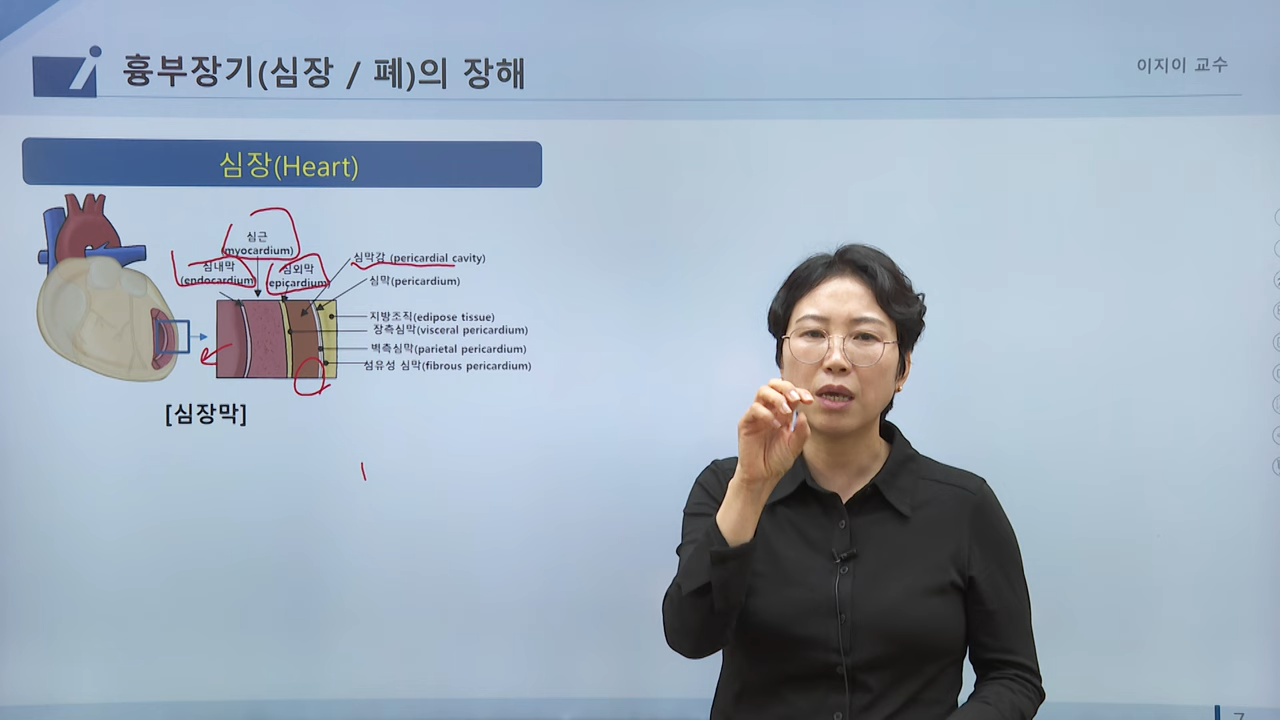 흉부장기(심장 / 폐)의 장해
이지이 교수
심장(Heart)
심근
(myocardium)
심내막
(endocardium)
심외막
(epicardium)
심막강 (pericardial cavity)
심막(pericardium)
지방조직(edipose tissue)
장측심막(visceral pericardium)
벽측심막(parietal pericardium)
섬유성 심막(fibrous pericardium)
[심장막]
7